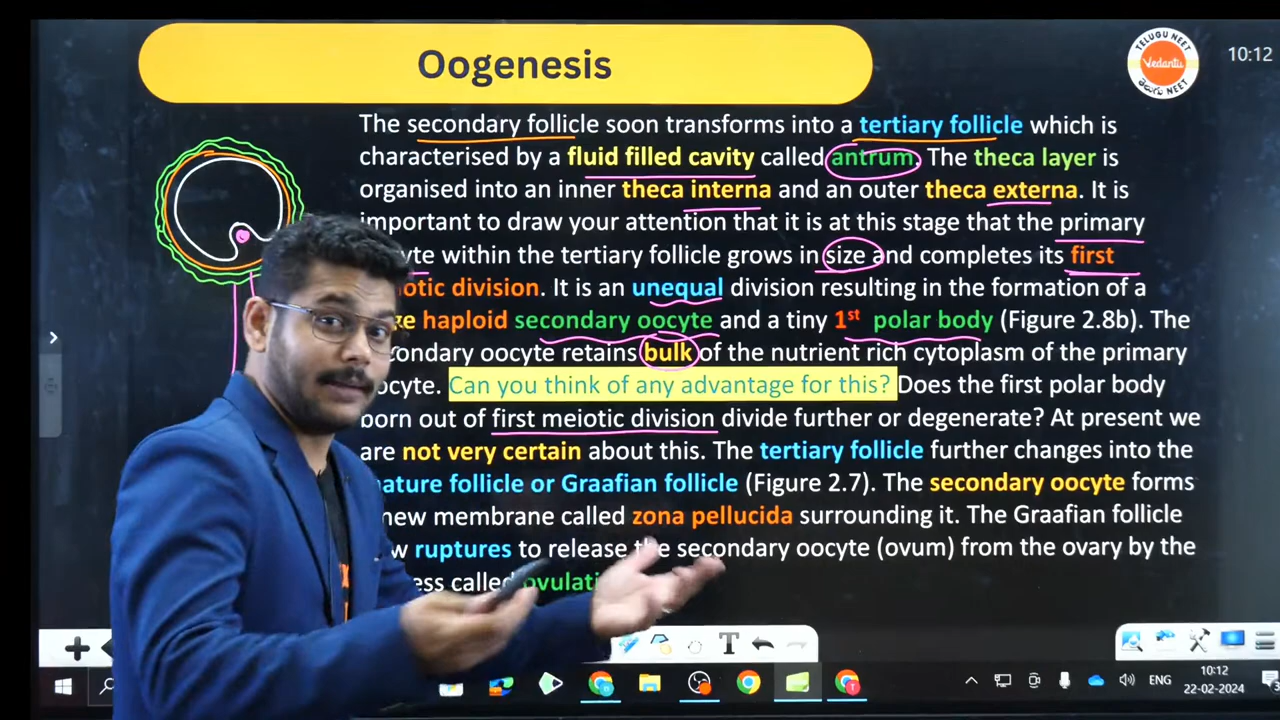 Oogenesis
TELUGU NEET
Vedantu
తెలుగు NEET
10:12
The secondary follicle soon transforms into a tertiary follicle which is
characterised by a fluid filled cavity called antrum. The theca layer is
organised into an inner theca interna and an outer theca externa. It is
important to draw your attention that it is at this stage that the primary
within the tertiary follicle grows in size and completes its first
division. It is an unequal division resulting in the formation of a
haploid secondary oocyte and a tiny 1st polar body (Figure 2.8b). The
oocyte retains bulk of the nutrient rich cytoplasm of the primary
Can you think of any advantage for this? Does the first polar body
born out of first meiotic division divide further or degenerate? At present we
are not very certain about this. The tertiary follicle further changes into the
follicle or Graafian follicle (Figure 2.7). The secondary oocyte forms
new membrane called zona pellucida surrounding it. The Graafian follicle
ruptures to release the secondary oocyte (ovum) from the ovary by the
called
T
ENG
10:12
22-02-2024